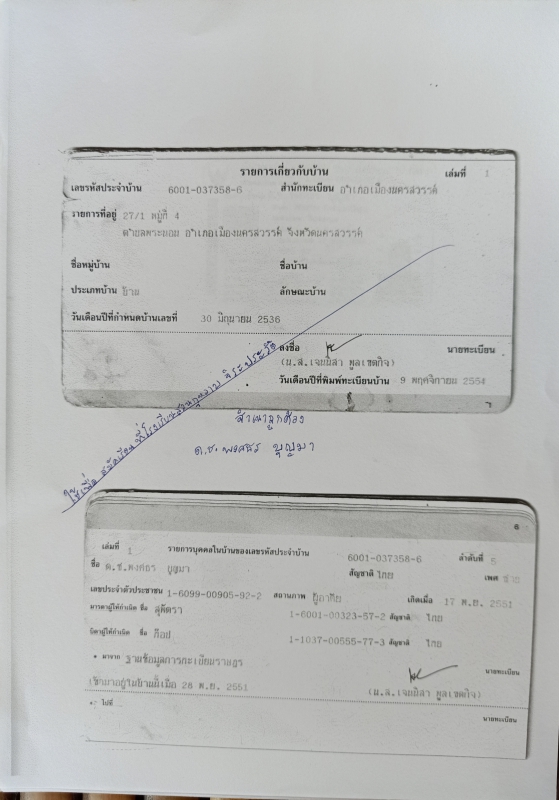 รายการเกี่ยวกับบ้าน เล่มที่ 1
เลขรหัสประจำบ้าน 6001-037358-6 สำนักทะเบียน อำเภอเมืองนครสวรรค์
รายการที่อยู่ 27/1 หมู่ที่ 4
ตำบลพระนอน อำเภอเมืองนครสวรรค์ จังหวัดนครสวรรค์
ชื่อหมู่บ้าน ชื่อบ้าน
ประเภทบ้าน บ้าน ลักษณะบ้าน
วันเดือนปีที่กำหนดบ้านเลขที่ 30 มิถุนายน 2536
ลงชื่อ นายทะเบียน
(น.ส.เจนนิสา พูลเขตกิจ)
วันเดือนปีที่พิมพ์ทะเบียนบ้าน 9 พฤศจิกายน 2554
ใช้เพื่อ สมัครเรียน ที่โรงเรียน
สำเนาถูกต้อง
ด.ช. พงศธร บุญมา
6
เล่มที่ 1 รายการบุคคลในบ้านของเลขรหัสประจำบ้าน 6001-037358-6 ลำดับที่ 5
ชื่อ ด.ช.พงศธร บุญมา สัญชาติ ไทย เพศ ชาย
เลขประจำตัวประชาชน 1-6099-00905-92-2 สถานภาพ ผู้อาศัย เกิดเมื่อ 17 พ.ย. 2551
มารดาผู้ให้กำเนิด ชื่อ สุคัตรา 1-6001-00323-57-2 สัญชาติ ไทย
บิดาผู้ให้กำเนิด ชื่อ ก๊อป 1-1037-00555-77-3 สัญชาติ ไทย
* มาจาก ฐานข้อมูลการทะเบียนราษฎร
นายทะเบียน
เข้ามาอยู่ในบ้านนี้เมื่อ 28 พ.ย. 2551 (น.ส.เจนนิสา พูลเขตกิจ)
ไปที่
นายทะเบียน